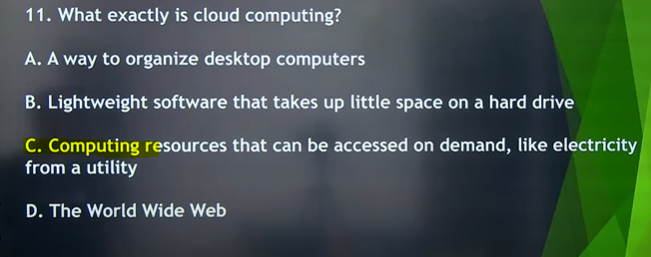 11. What exactly is cloud computing?
A. A way to organize desktop computers
B. Lightweight software that takes up little space on a hard drive
C. Computing resources that can be accessed on demand, like electricity
from a utility
D. The World Wide Web